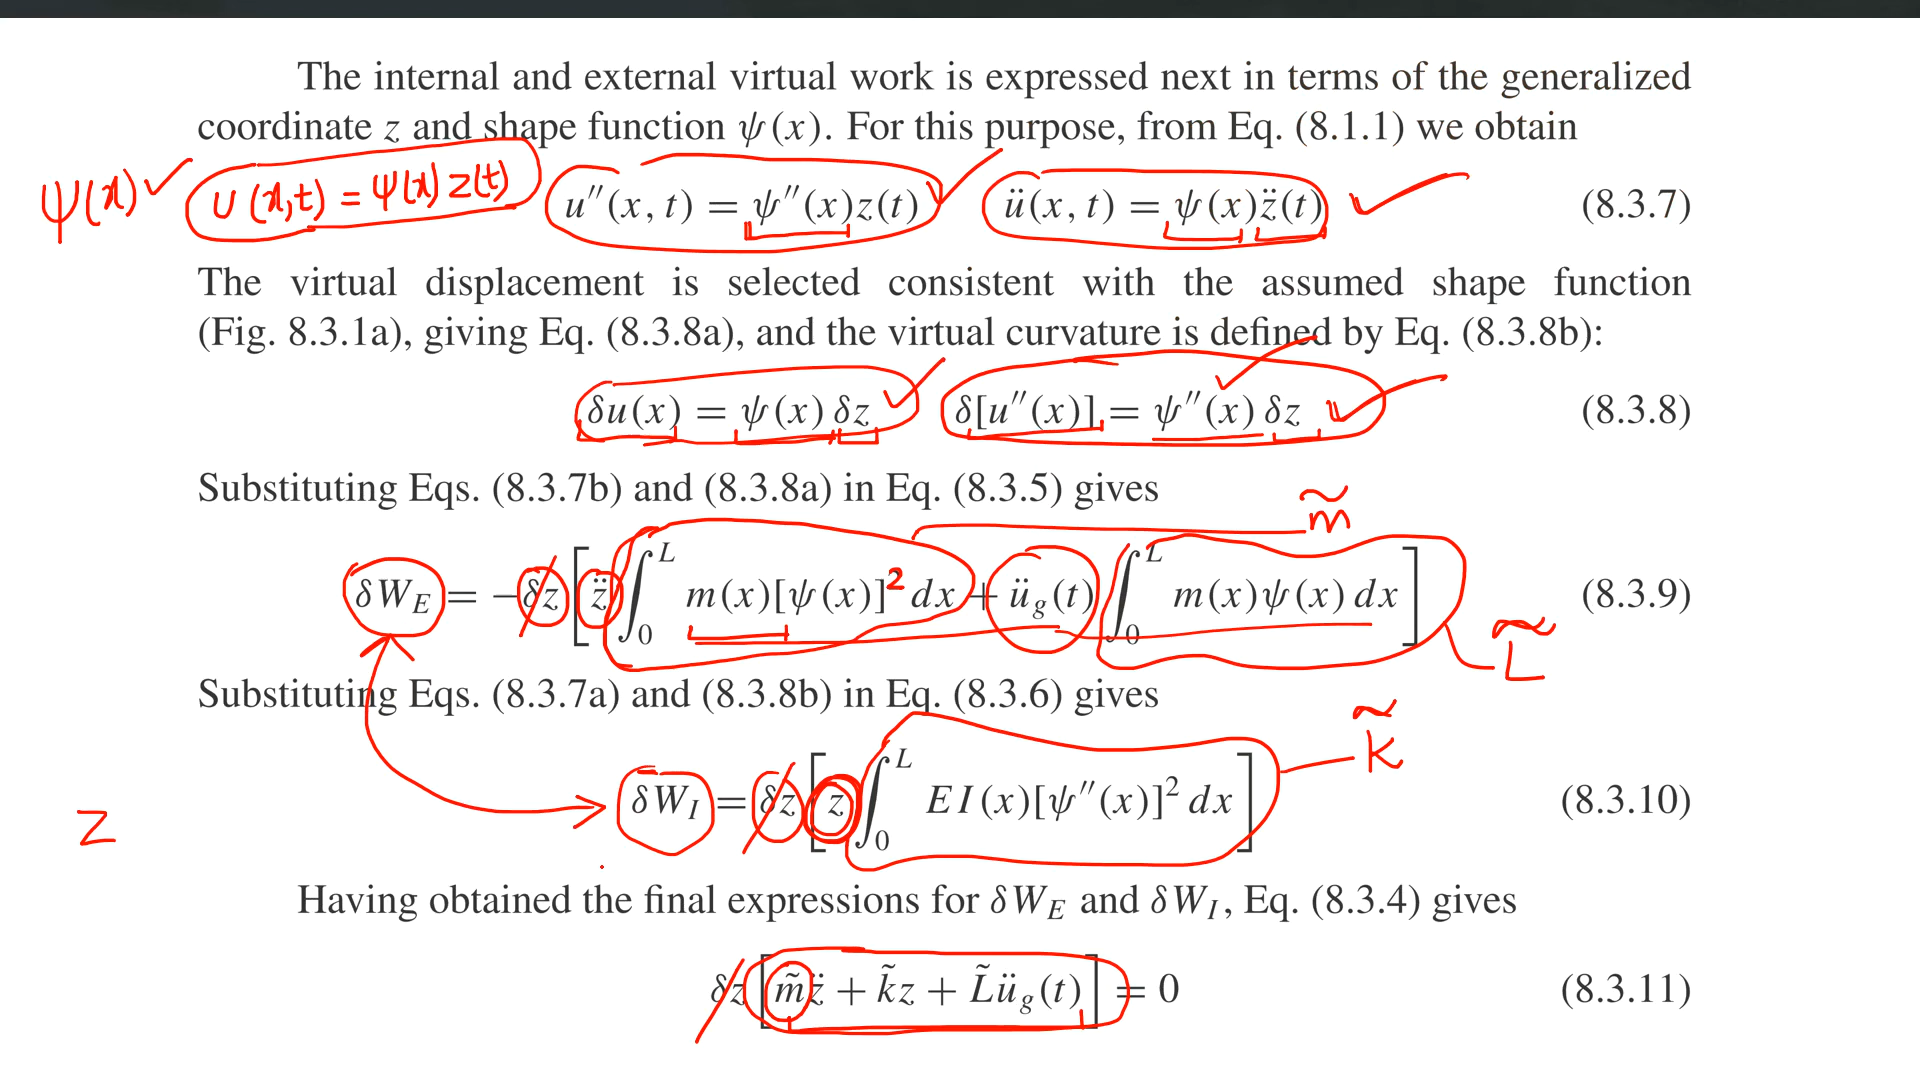 The internal and external virtual work is expressed next in terms of the generalized
coordinate z and shape function ψ(x). For this purpose, from Eq. (8.1.1) we obtain
ψ(x) u(x,t) = ψ(x) z(t) u″(x, t) = ψ″(x)z(t) ü(x, t) = ψ(x)z̈(t) (8.3.7)
The virtual displacement is selected consistent with the assumed shape function
(Fig. 8.3.1a), giving Eq. (8.3.8a), and the virtual curvature is defined by Eq. (8.3.8b):
δu(x) = ψ(x) δz δ[u″(x)] = ψ″(x) δz (8.3.8)
Substituting Eqs. (8.3.7b) and (8.3.8a) in Eq. (8.3.5) gives
m̃
δW_E = −δz [z̈ ∫₀ᴸ m(x)[ψ(x)]² dx + ü_g(t) ∫₀ᴸ m(x)ψ(x) dx] (8.3.9)
L̃
Substituting Eqs. (8.3.7a) and (8.3.8b) in Eq. (8.3.6) gives
k̃
z δW_I = δz [z ∫₀ᴸ EI(x)[ψ″(x)]² dx] (8.3.10)
Having obtained the final expressions for δW_E and δW_I, Eq. (8.3.4) gives
δz [m̃z̈ + k̃z + L̃ü_g(t)] = 0 (8.3.11)